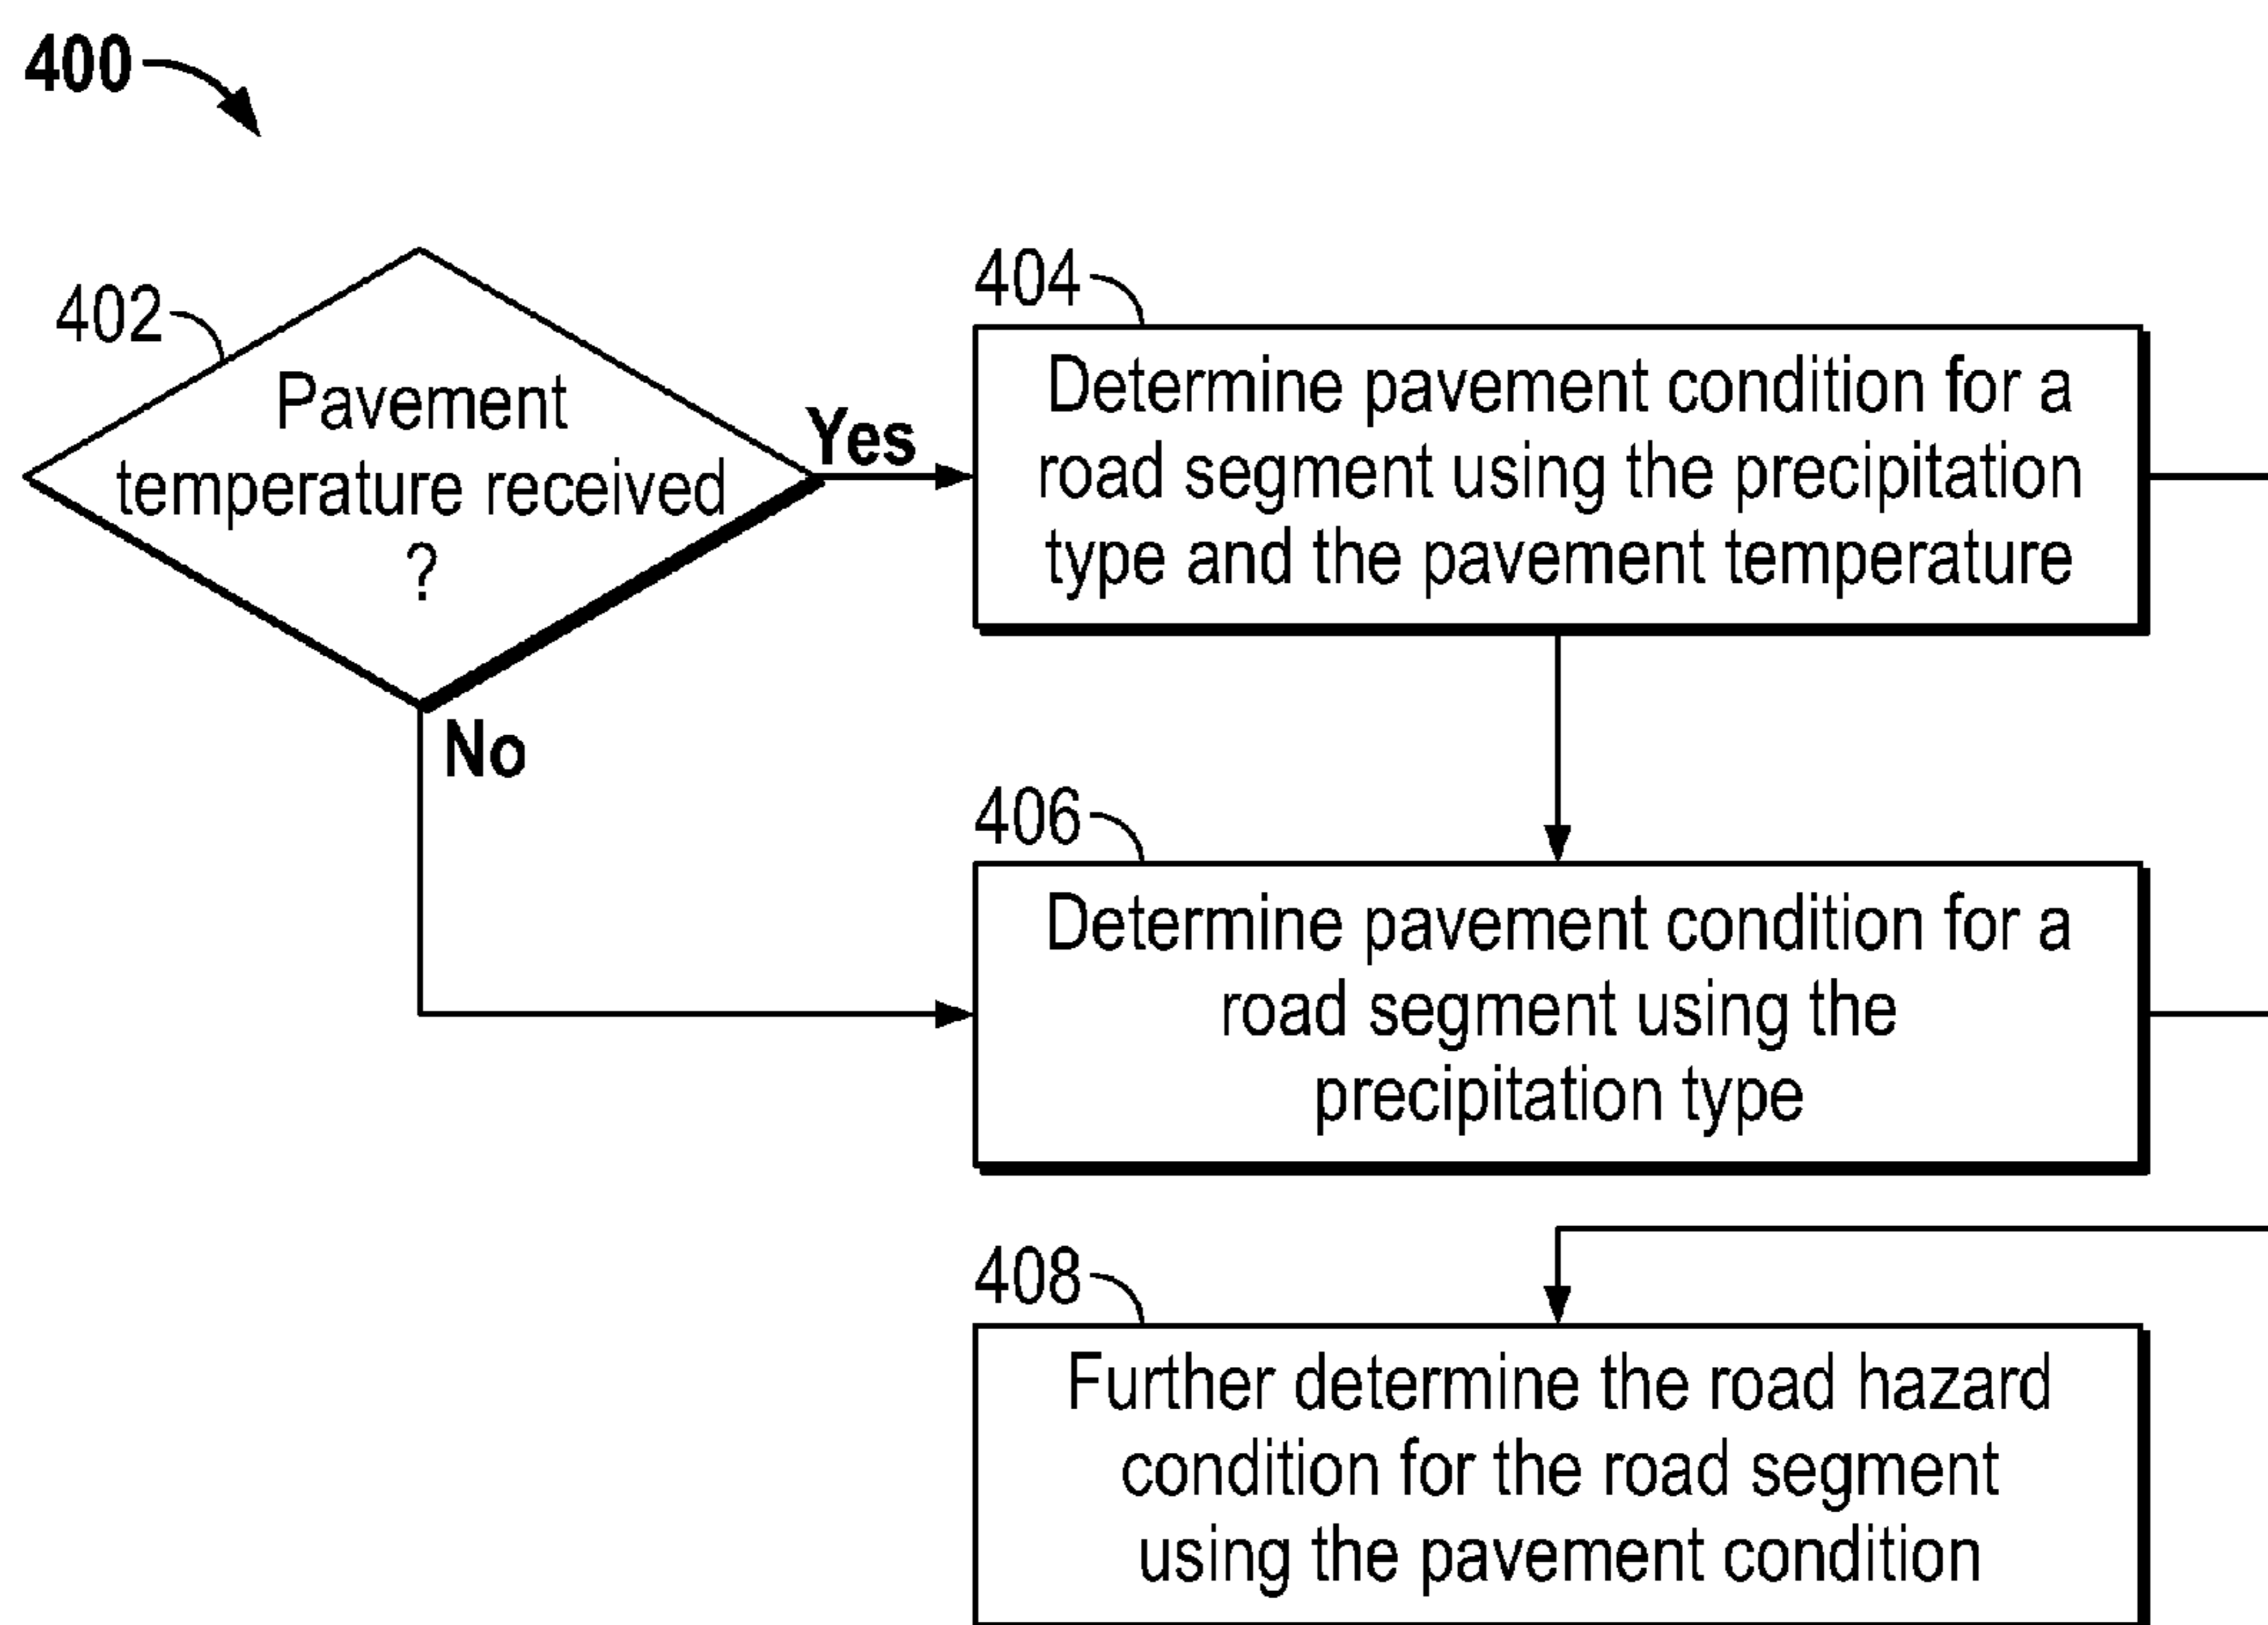 400
402
Pavement
temperature received
?
Yes
No
404
Determine pavement condition for a
road segment using the precipitation
type and the pavement temperature
406
Determine pavement condition for a
road segment using the
precipitation type
408
Further determine the road hazard
condition for the road segment
using the pavement condition